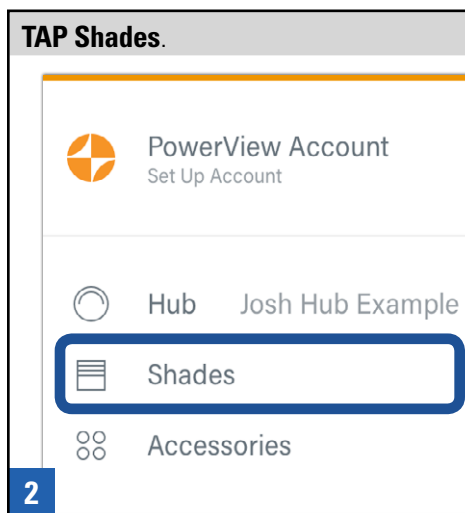 TAP Shades.
PowerView Account
Set Up Account
Hub Josh Hub Example
Shades
Accessories
2